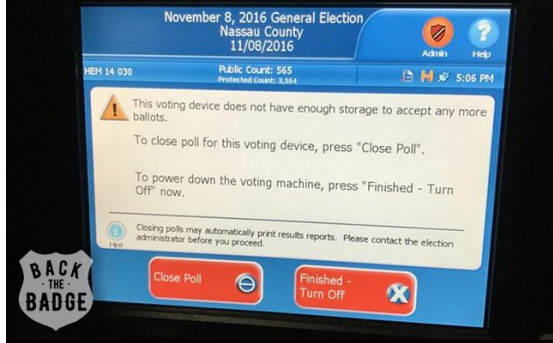 November 8, 2016 General Election
Nassau County
11/08/2016
Admin
Help
HEM 14 030
Public Count: 565
Protected Count: 3,164
5:06 PM
This voting device does not have enough storage to accept any more
ballots.
To close poll for this voting device, press "Close Poll".
To power down the voting machine, press "Finished - Turn
Off" now.
Hint
Closing polls may automatically print results reports. Please contact the election
administrator before you proceed.
Close Poll
Finished -
Turn Off
BACK
· THE ·
BADGE